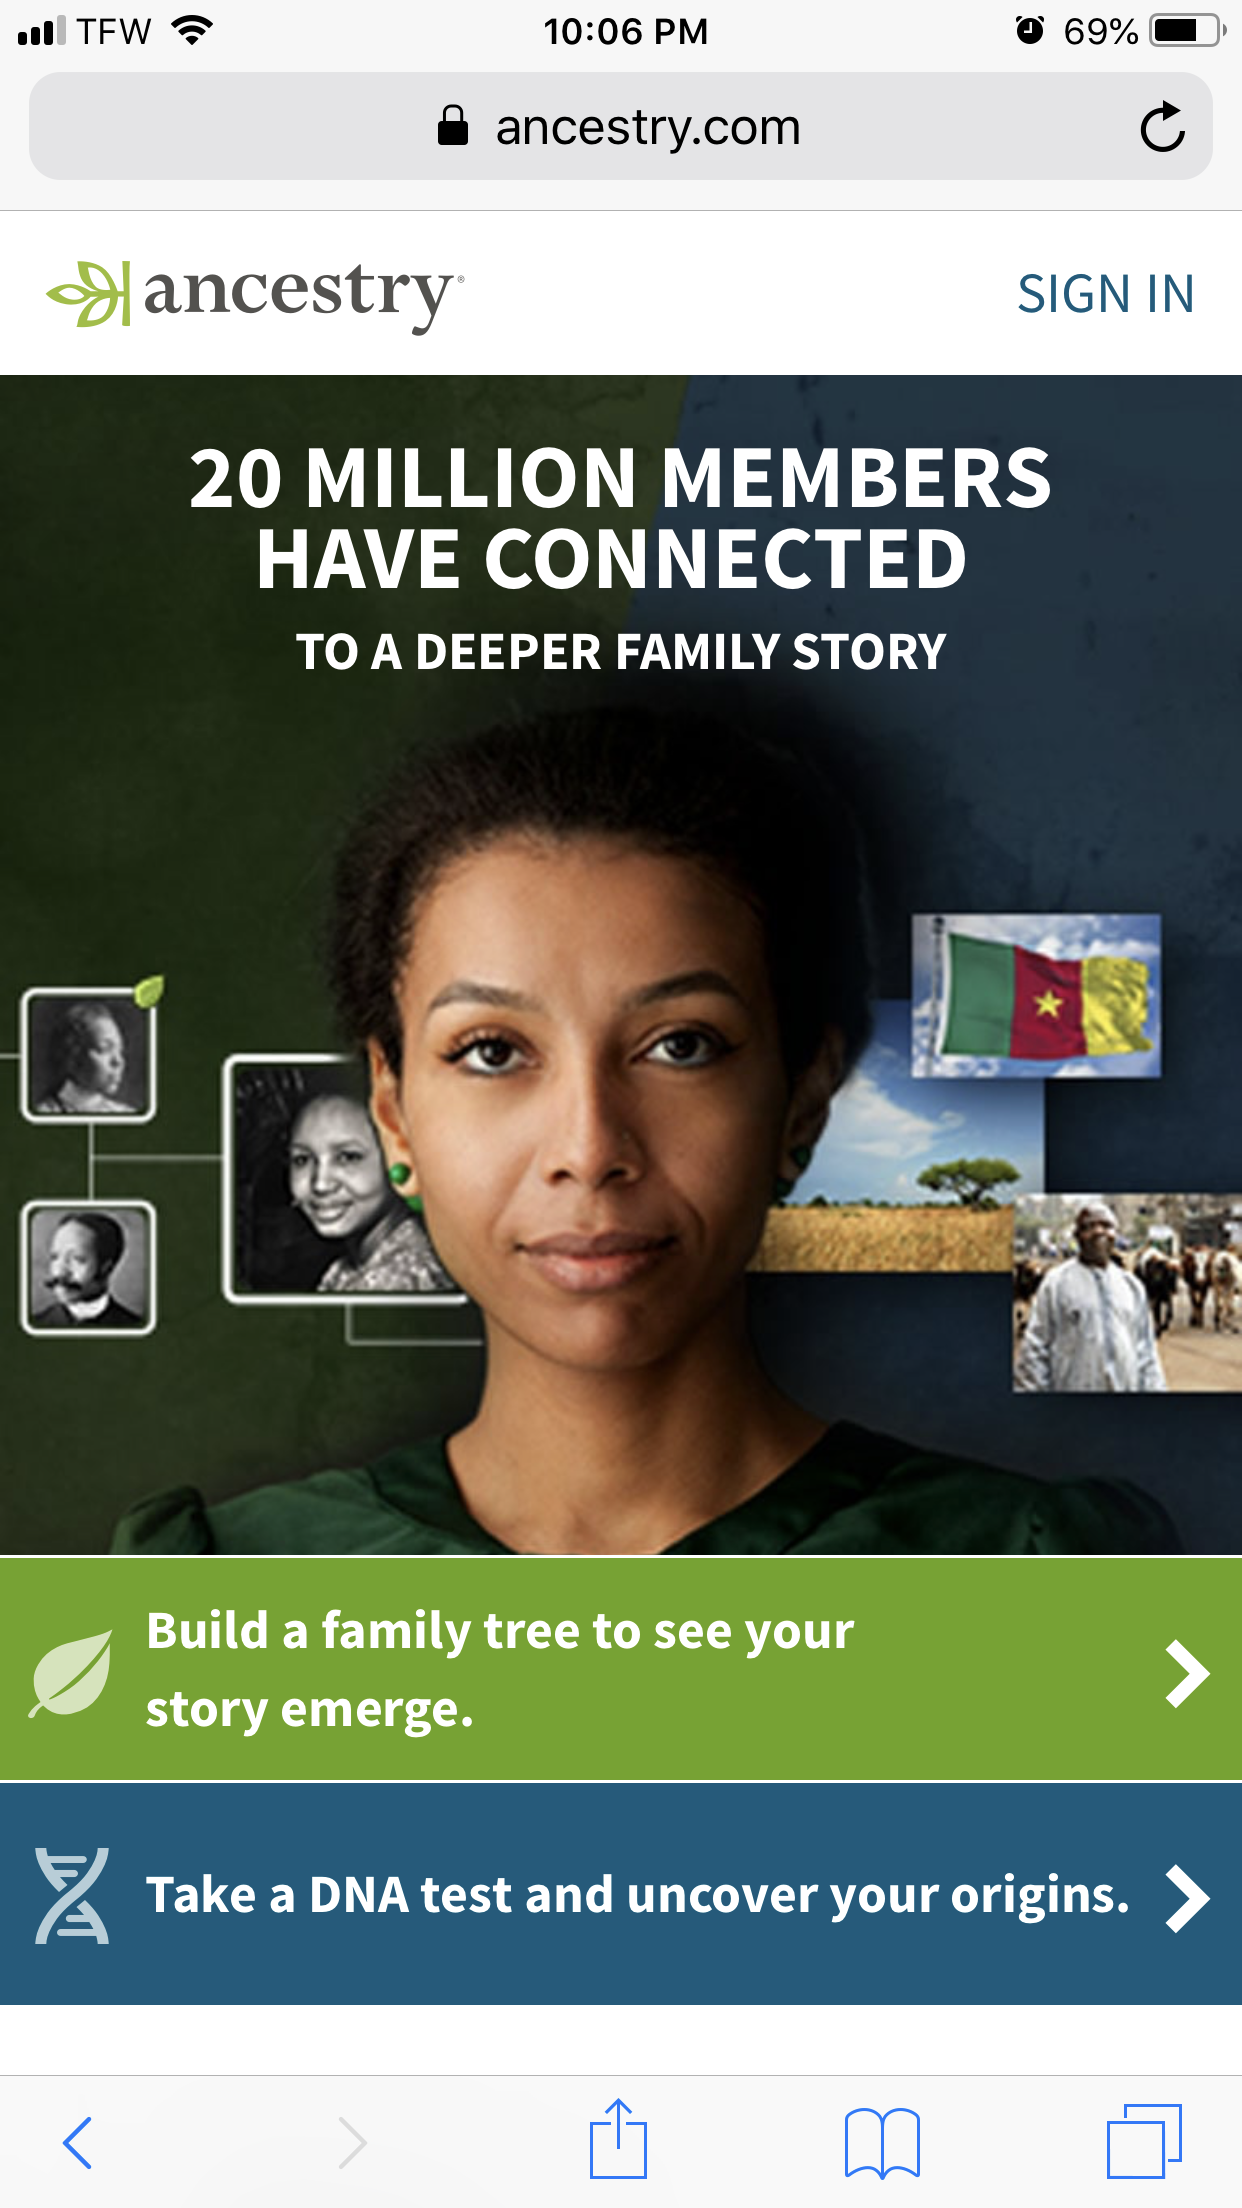 TFW 10:06 PM 69%
ancestry.com
ancestry® SIGN IN
20 MILLION MEMBERS
HAVE CONNECTED
TO A DEEPER FAMILY STORY
Build a family tree to see your
story emerge.
Take a DNA test and uncover your origins.